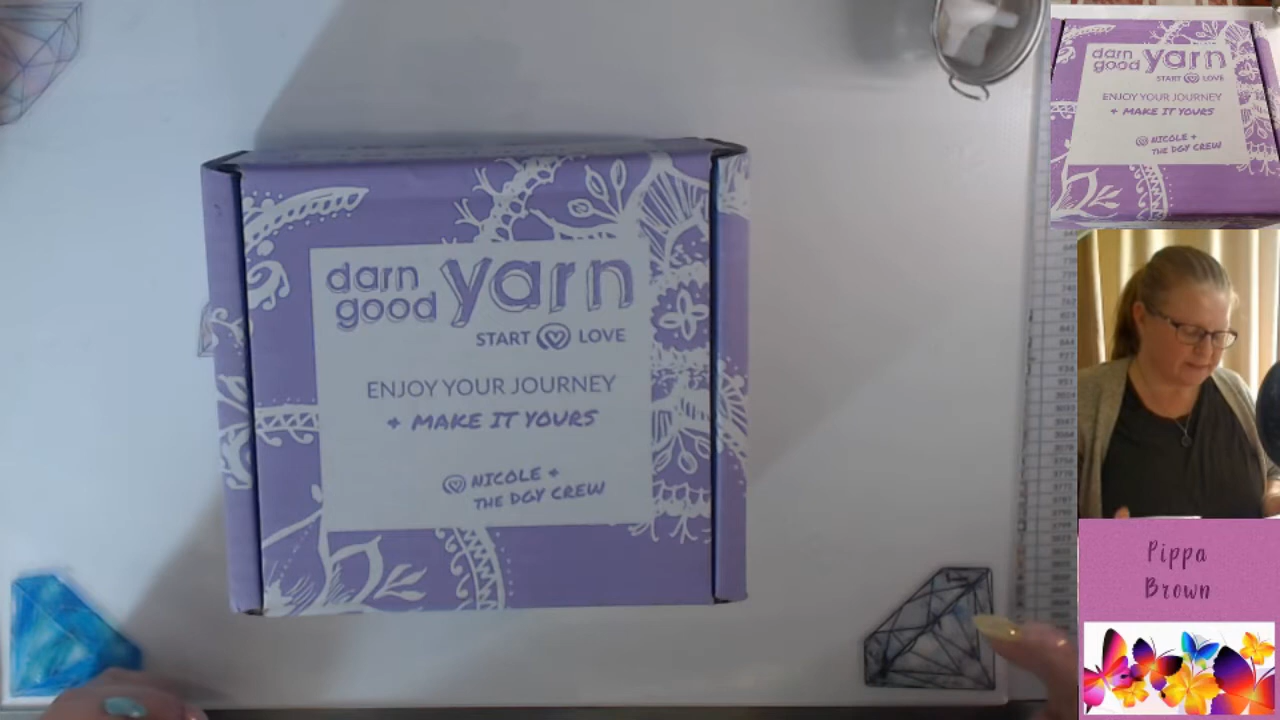 darn good yarn
START LOVE
ENJOY YOUR JOURNEY
+ MAKE IT YOURS
NICOLE +
THE DGY CREW
darn good yarn
START LOVE
ENJOY YOUR JOURNEY
+ MAKE IT YOURS
NICOLE +
THE DGY CREW
Pippa
Brown